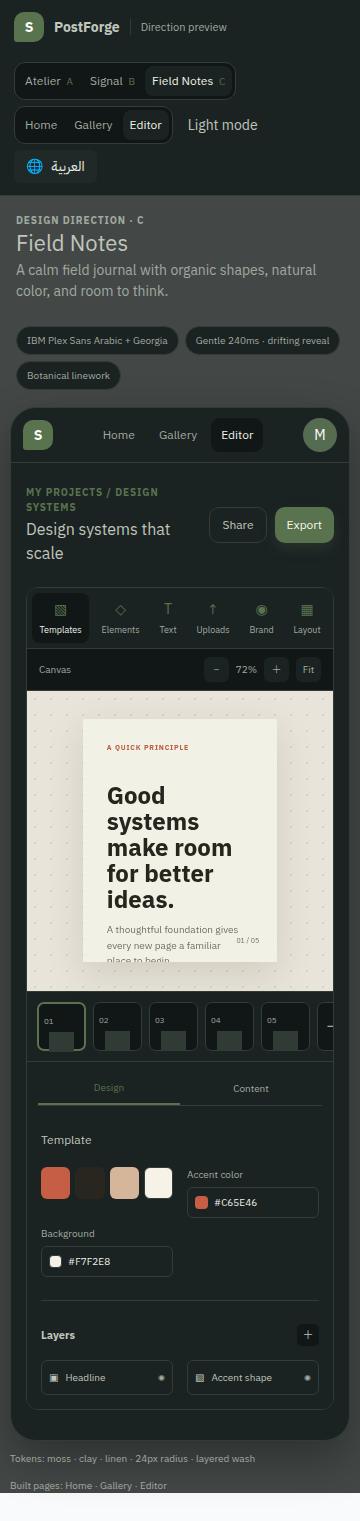 S PostForge Direction preview
Atelier A Signal B Field Notes C
Home Gallery Editor Light mode
العربية
DESIGN DIRECTION · C
Field Notes
A calm field journal with organic shapes, natural
color, and room to think.
IBM Plex Sans Arabic + Georgia Gentle 240ms · drifting reveal
Botanical linework
S Home Gallery Editor M
MY PROJECTS / DESIGN
SYSTEMS
Design systems that
scale
Share Export
Templates Elements Text Uploads Brand Layout
Canvas − 72% + Fit
A QUICK PRINCIPLE
Good
systems
make room
for better
ideas.
A thoughtful foundation gives
every new page a familiar
place to begin.
01 / 05
01 02 03 04 05
Design Content
Template
Accent color
#C65E46
Background
#F7F2E8
Layers +
Headline Accent shape
Tokens: moss · clay · linen · 24px radius · layered wash
Built pages: Home · Gallery · Editor